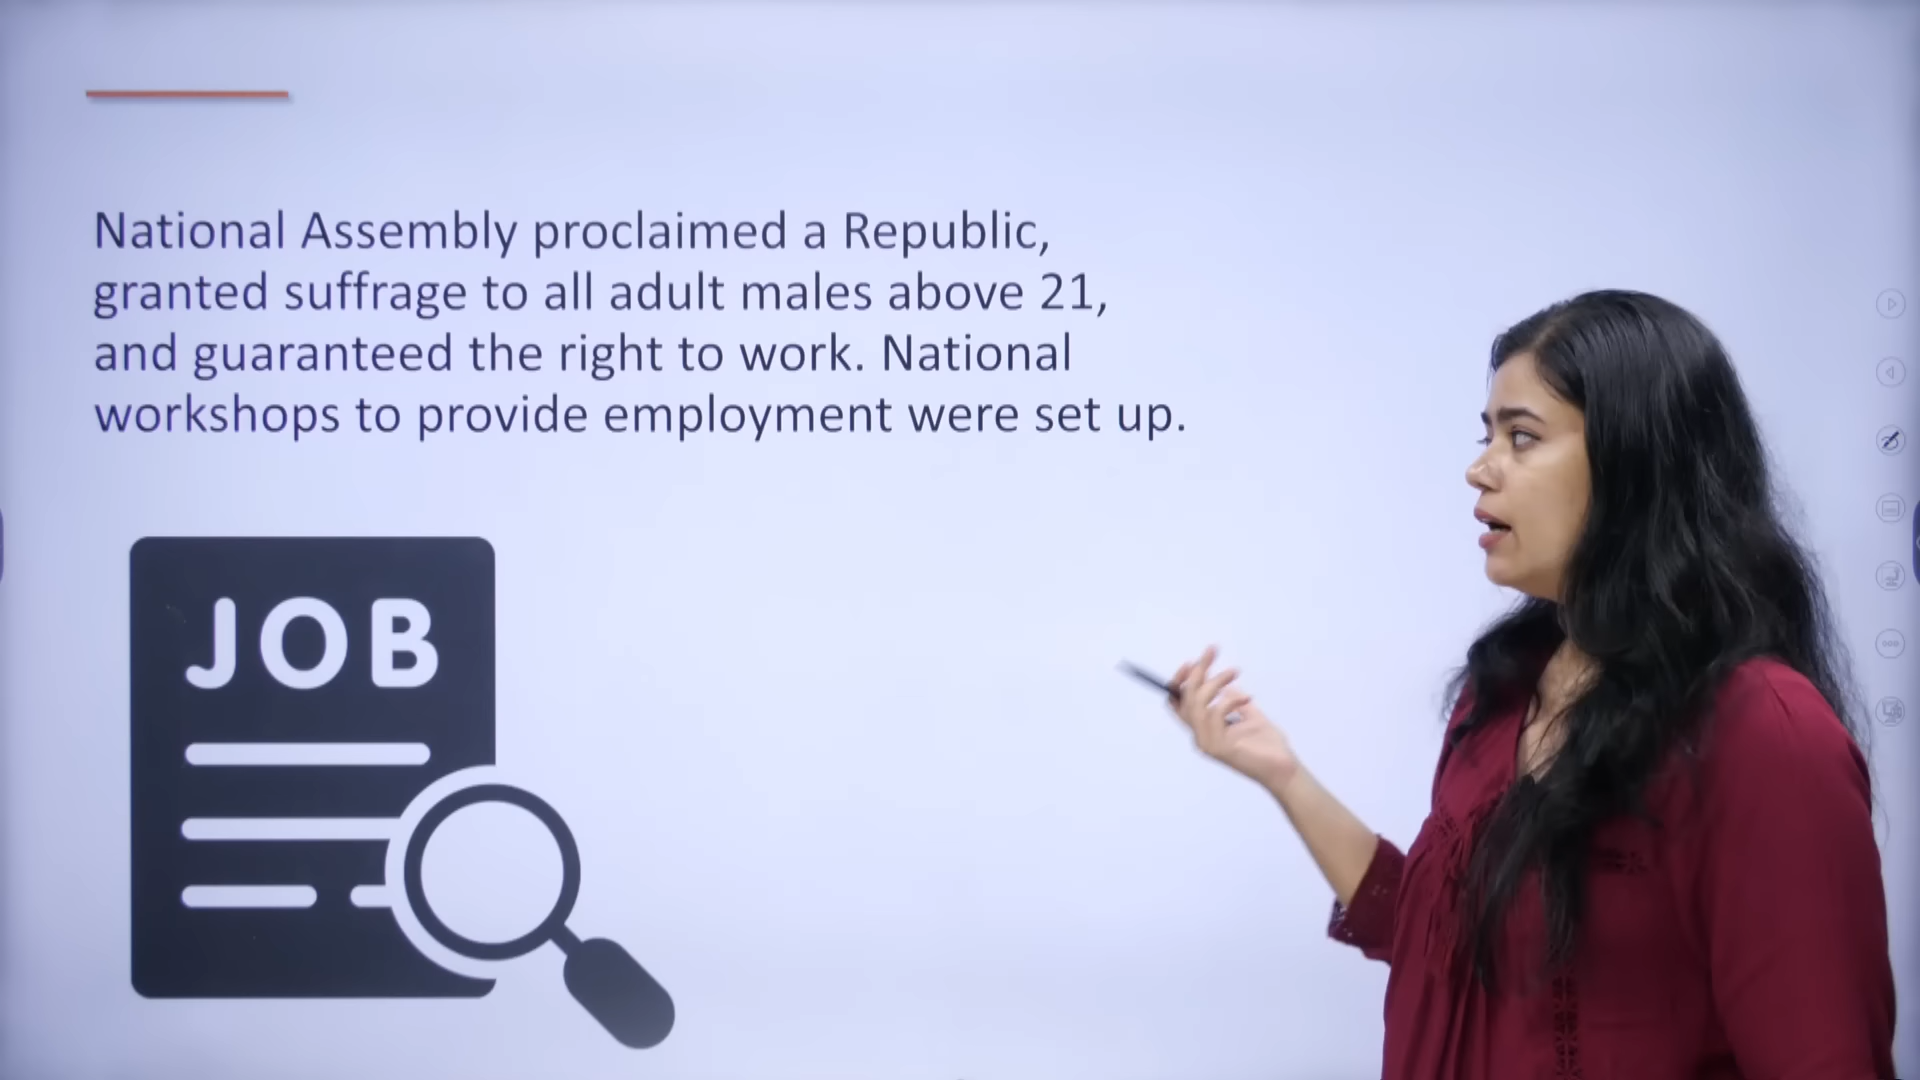 National Assembly proclaimed a Republic,
granted suffrage to all adult males above 21,
and guaranteed the right to work. National
workshops to provide employment were set up.
JOB